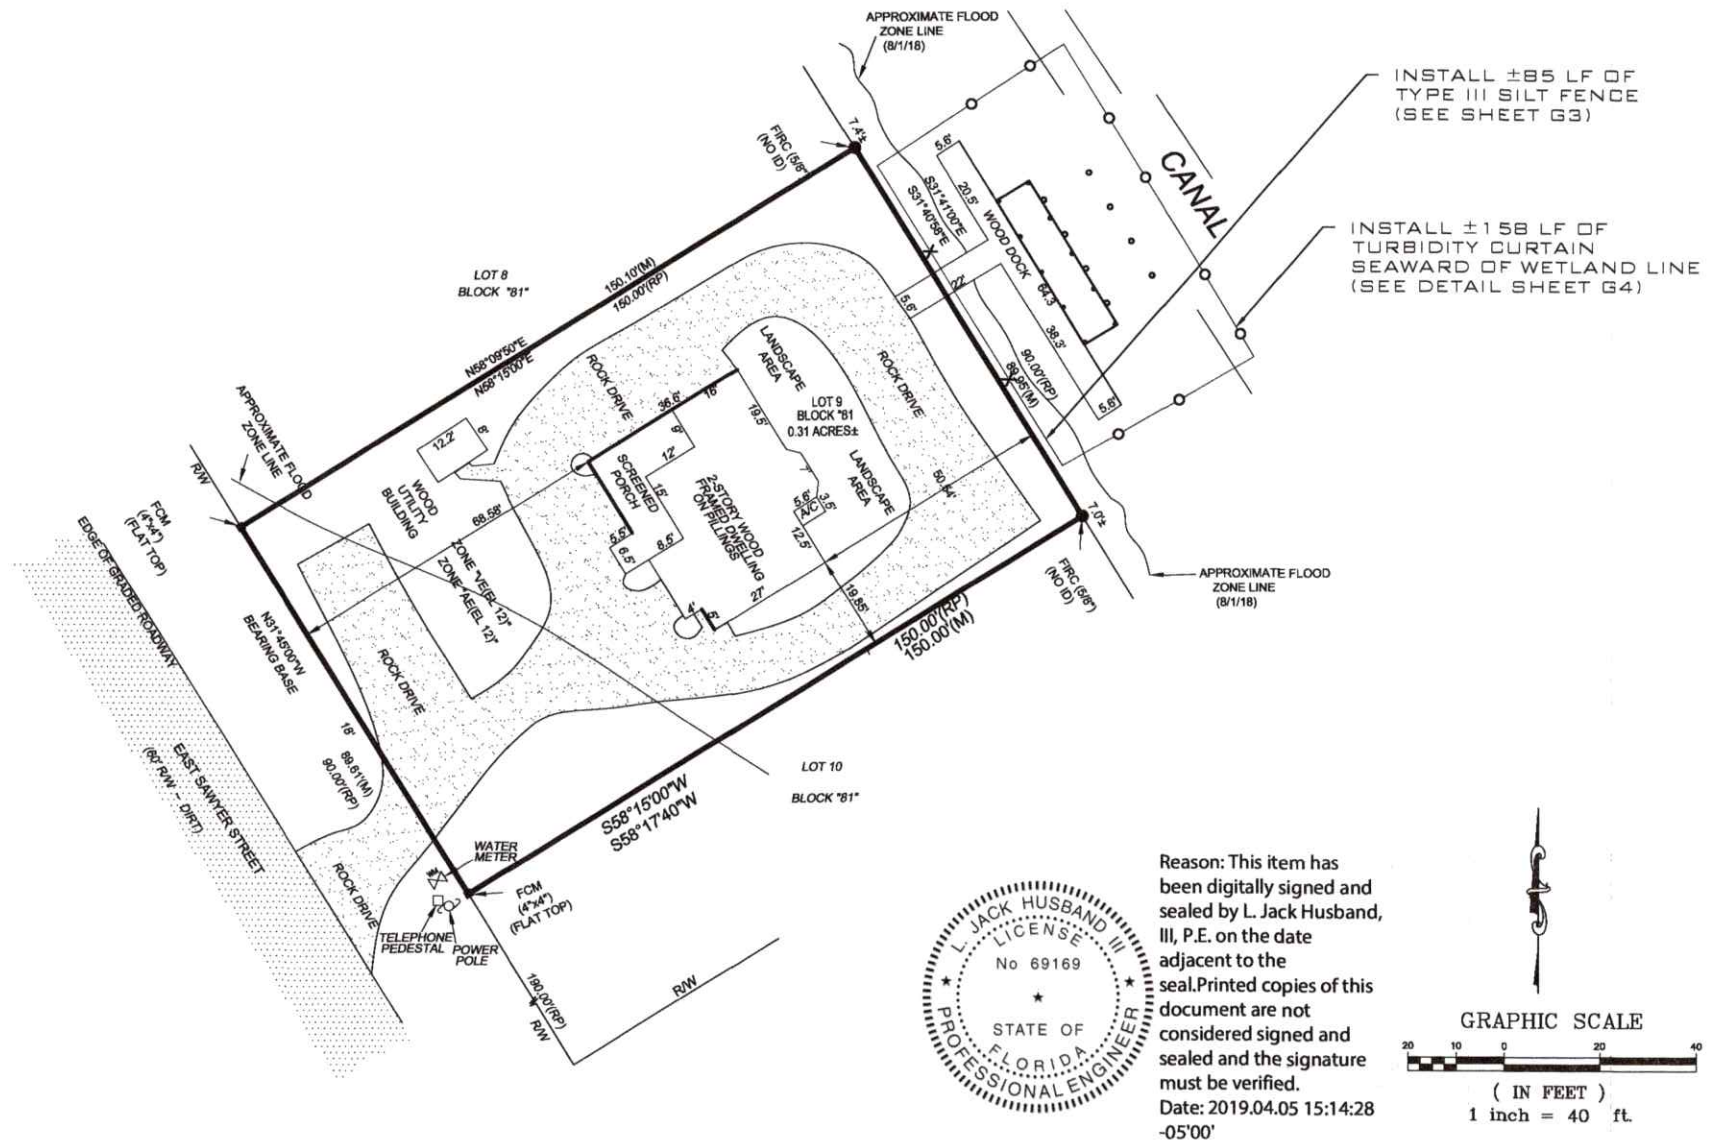 APPROXIMATE FLOOD
ZONE LINE
(8/1/18)
INSTALL ±85 LF OF
TYPE III SILT FENCE
(SEE SHEET G3)
CANAL
INSTALL ±158 LF OF
TURBIDITY CURTAIN
SEAWARD OF WETLAND LINE
(SEE DETAIL SHEET G4)
7.4'±
FIRC (5/8")
(NO ID)
5.6'
20.5'
S31°41'00"E
S31°40'58"E
WOOD DOCK
64.3'
22'
5.6'
38.3'
90.00'(RP)
89.95'(M)
5.6'
LOT 8
BLOCK "81"
150.10'(M)
150.00'(RP)
N58°09'50"E
N58°15'00"E
ROCK DRIVE
LANDSCAPE
AREA
ROCK DRIVE
LOT 9
BLOCK "81
0.31 ACRES±
36.6'
16'
19.5'
9'
12'
15'
7'
SCREENED
PORCH
2-STORY WOOD
FRAMED DWELLING
ON PILLINGS
5.6'
3.5'
A/C
12.5'
LANDSCAPE
AREA
50.54'
5.5'
6.5'
8.5'
27'
4'
5'
19.85'
APPROXIMATE FLOOD
ZONE LINE
12.2'
8'
WOOD
UTILITY
BUILDING
68.58'
ZONE "VE(EL 12)"
ZONE "AE(EL 12)"
R/W
FCM
(4"x4")
(FLAT TOP)
EDGE OF GRADED ROADWAY
N31°45'00"W
BEARING BASE
ROCK DRIVE
18'
89.61'(M)
90.00'(RP)
EAST SAWYER STREET
(60' R/W - DIRT)
7.0'±
FIRC (5/8")
(NO ID)
APPROXIMATE FLOOD
ZONE LINE
(8/1/18)
150.00'(RP)
150.00'(M)
LOT 10
BLOCK "81"
S58°15'00"W
S58°17'40"W
WATER
METER
ROCK DRIVE
FCM
(4"x4")
(FLAT TOP)
TELEPHONE
PEDESTAL
POWER
POLE
190.00'(RP)
R/W
R/W
L. JACK HUSBAND III
LICENSE
No 69169
STATE OF
FLORIDA
PROFESSIONAL ENGINEER
Reason: This item has
been digitally signed and
sealed by L. Jack Husband,
III, P.E. on the date
adjacent to the
seal.Printed copies of this
document are not
considered signed and
sealed and the signature
must be verified.
Date: 2019.04.05 15:14:28
-05'00'
GRAPHIC SCALE
20 10 0 20 40
( IN FEET )
1 inch = 40 ft.